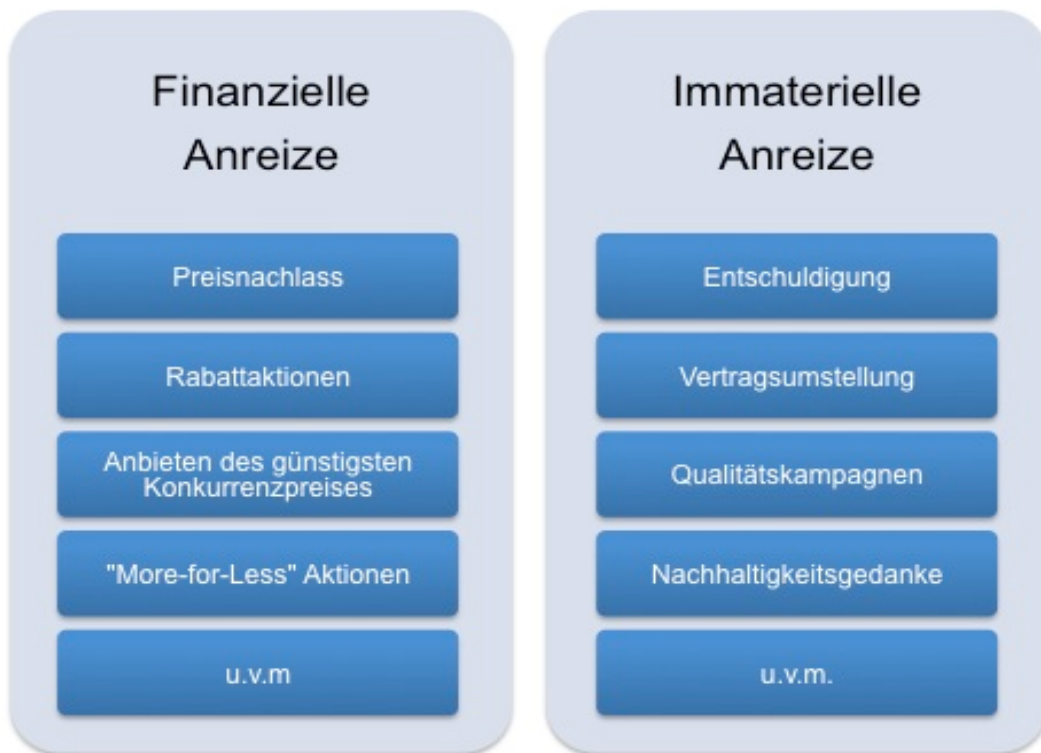 Finanzielle
Anreize
Preisnachlass
Rabattaktionen
Anbieten des günstigsten
Konkurrenzpreises
"More-for-Less" Aktionen
u.v.m
Immaterielle
Anreize
Entschuldigung
Vertragsumstellung
Qualitätskampagnen
Nachhaltigkeitsgedanke
u.v.m.